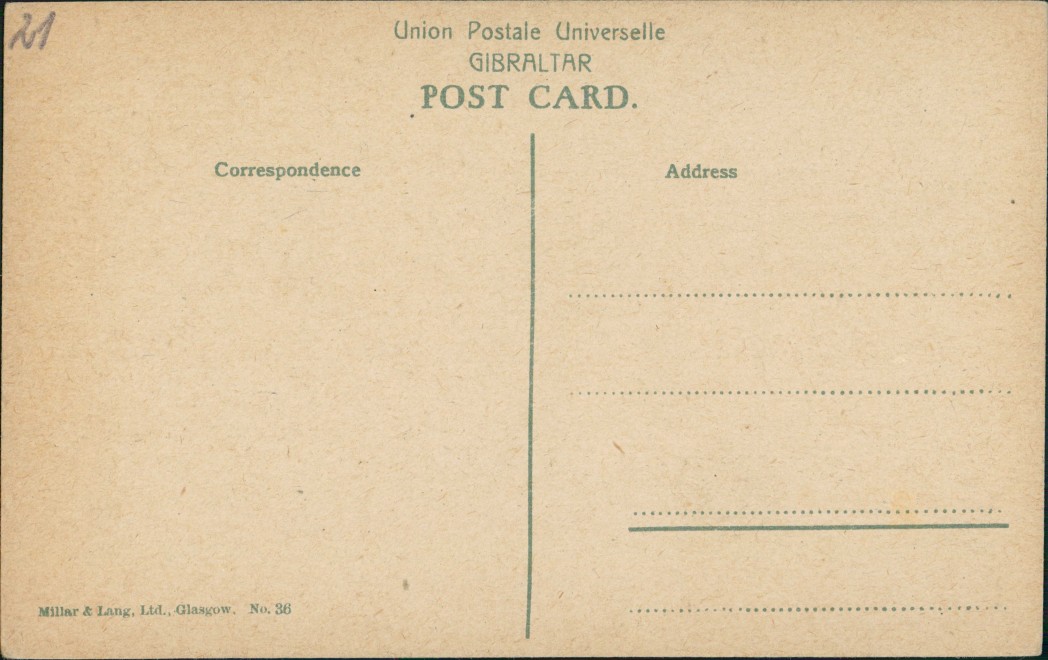 21
Union Postale Universelle
GIBRALTAR
POST CARD.
Correspondence
Address
Millar & Lang, Ltd., Glasgow. No. 36